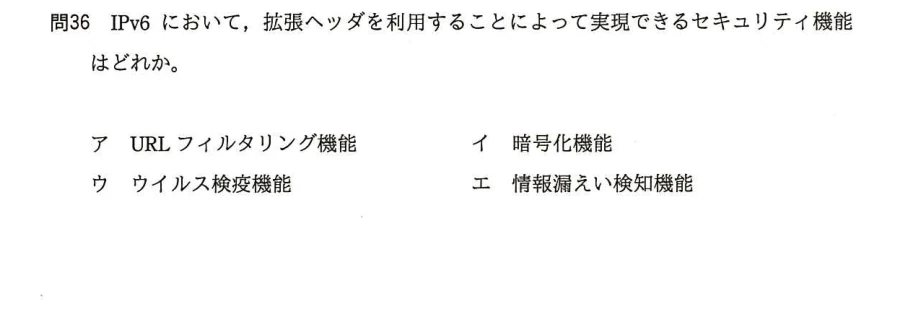 問36 IPv6 において，拡張ヘッダを利用することによって実現できるセキュリティ機能
はどれか。
ア URL フィルタリング機能 イ 暗号化機能
ウ ウイルス検疫機能 エ 情報漏えい検知機能